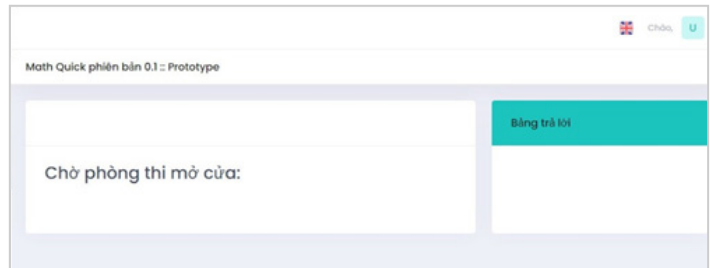 Chào, U
Math Quick phiên bản 0.1 :: Prototype
Bảng trả lời
Chờ phòng thi mở cửa: